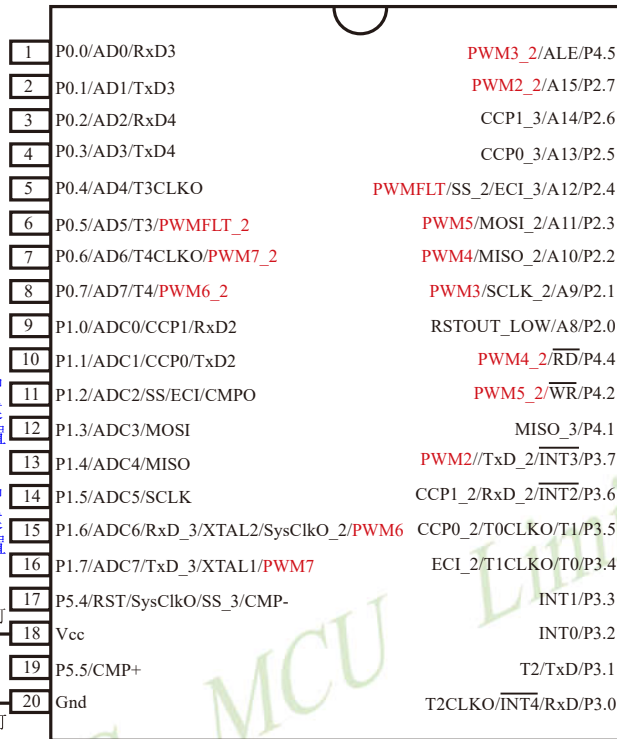 1 P0.0/AD0/RxD3 PWM3_2/ALE/P4.5
2 P0.1/AD1/TxD3 PWM2_2/A15/P2.7
3 P0.2/AD2/RxD4 CCP1_3/A14/P2.6
4 P0.3/AD3/TxD4 CCP0_3/A13/P2.5
5 P0.4/AD4/T3CLKO PWMFLT/SS_2/ECI_3/A12/P2.4
6 P0.5/AD5/T3/PWMFLT_2 PWM5/MOSI_2/A11/P2.3
7 P0.6/AD6/T4CLKO/PWM7_2 PWM4/MISO_2/A10/P2.2
8 P0.7/AD7/T4/PWM6_2 PWM3/SCLK_2/A9/P2.1
9 P1.0/ADC0/CCP1/RxD2 RSTOUT_LOW/A8/P2.0
10 P1.1/ADC1/CCP0/TxD2 PWM4_2/RD/P4.4
11 P1.2/ADC2/SS/ECI/CMPO PWM5_2/WR/P4.2
12 P1.3/ADC3/MOSI MISO_3/P4.1
13 P1.4/ADC4/MISO PWM2//TxD_2/INT3/P3.7
14 P1.5/ADC5/SCLK CCP1_2/RxD_2/INT2/P3.6
15 P1.6/ADC6/RxD_3/XTAL2/SysClkO_2/PWM6 CCP0_2/T0CLKO/T1/P3.5
16 P1.7/ADC7/TxD_3/XTAL1/PWM7 ECI_2/T1CLKO/T0/P3.4
17 P5.4/RST/SysClkO/SS_3/CMP- INT1/P3.3
18 Vcc INT0/P3.2
19 P5.5/CMP+ T2/TxD/P3.1
20 Gnd T2CLKO/INT4/RxD/P3.0
MCU